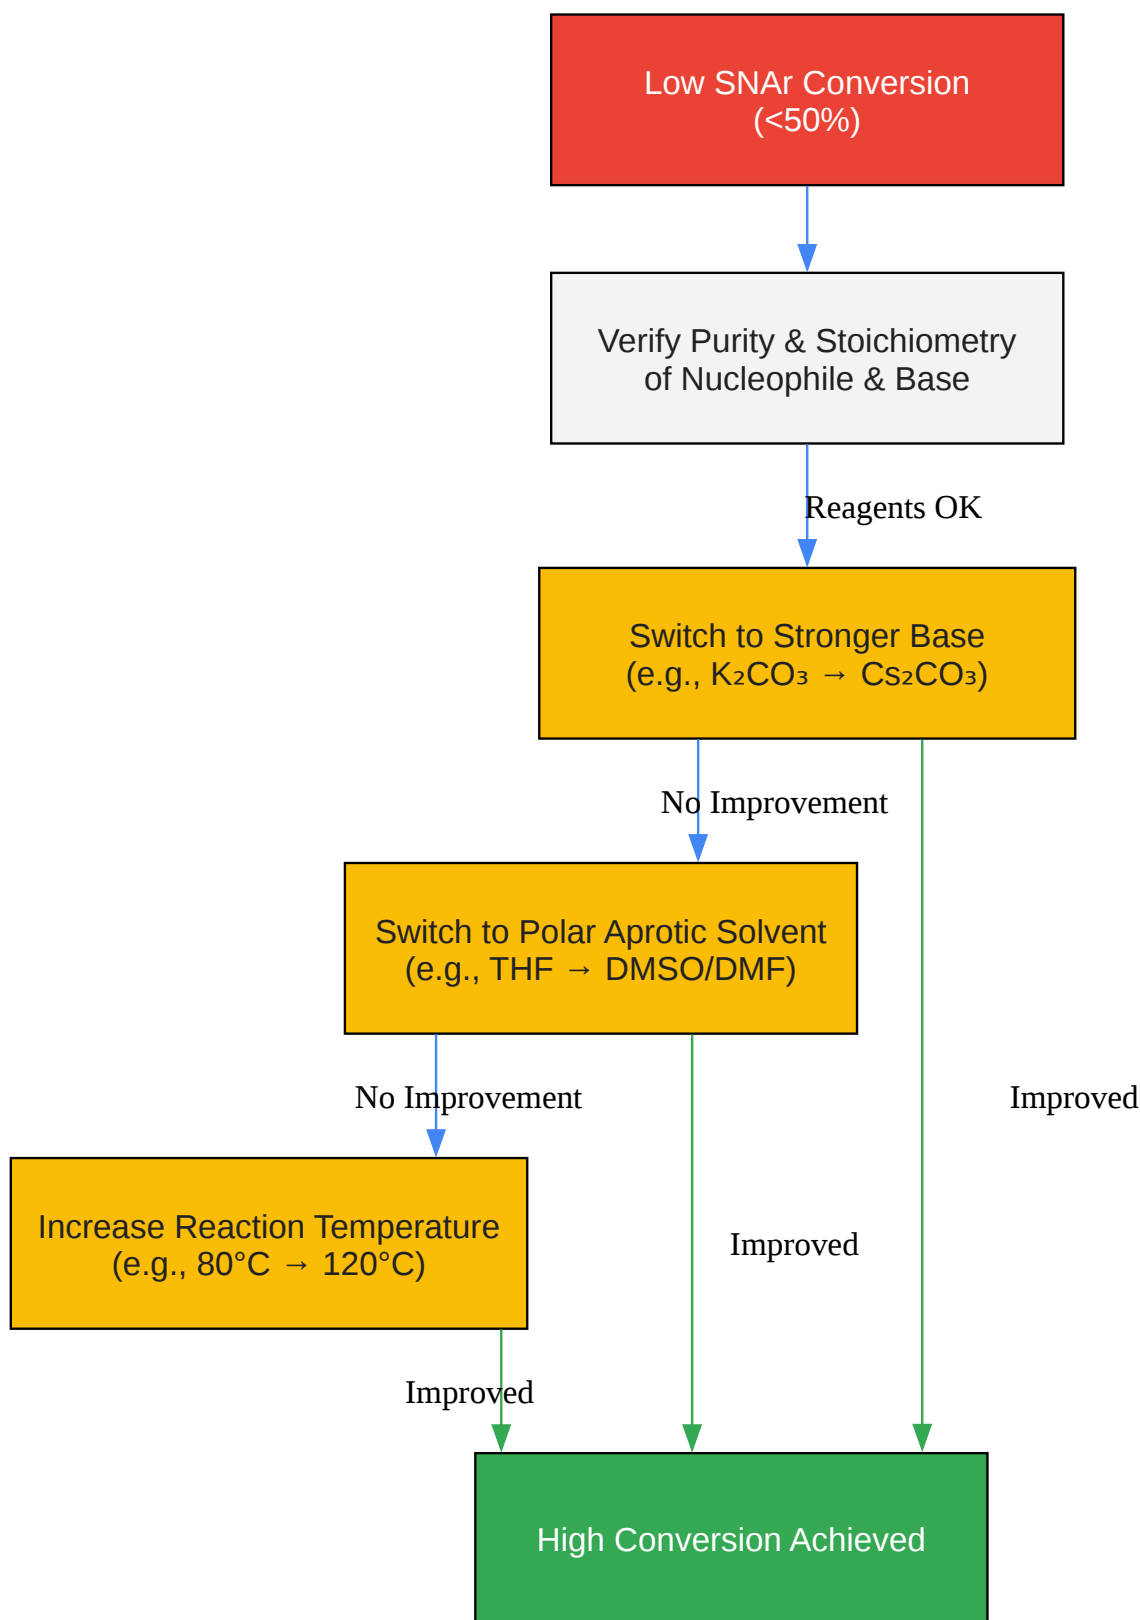 Low SNAr Conversion
(<50%)
Verify Purity & Stoichiometry
of Nucleophile & Base
Reagents OK
Switch to Stronger Base
(e.g., K₂CO₃ → Cs₂CO₃)
No Improvement
Switch to Polar Aprotic Solvent
(e.g., THF → DMSO/DMF)
No Improvement
Improved
Increase Reaction Temperature
(e.g., 80°C → 120°C)
Improved
Improved
High Conversion Achieved